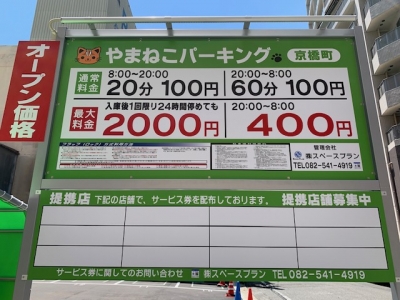 オープン価格
やまねこパーキング 京橋町
通常料金 8:00~20:00 20分 100円 20:00~8:00 60分 100円
最大料金 入庫後1回限り24時間停めても 2000円 20:00~8:00 400円
管理会社
㈱スペースプラン
TEL082-541-4919
提携店 下記の店舗で、サービス券を配布しております。 提携店舗募集中
サービス券に関してのお問い合わせ ㈱スペースプラン TEL 082-541-4919